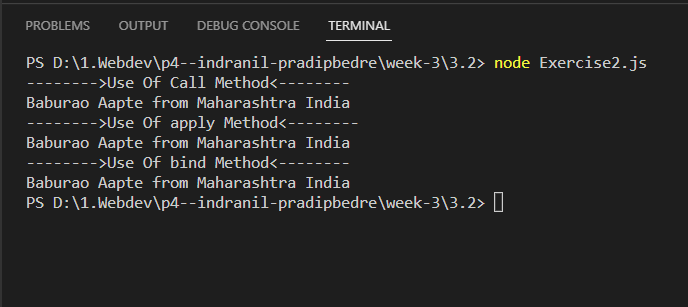 PROBLEMS OUTPUT DEBUG CONSOLE TERMINAL
PS D:\1.Webdev\p4--indranil-pradipbedre\week-3\3.2> node Exercise2.js
-------->Use Of Call Method<--------
Baburao Aapte from Maharashtra India
-------->Use Of apply Method<--------
Baburao Aapte from Maharashtra India
-------->Use Of bind Method<--------
Baburao Aapte from Maharashtra India
PS D:\1.Webdev\p4--indranil-pradipbedre\week-3\3.2>